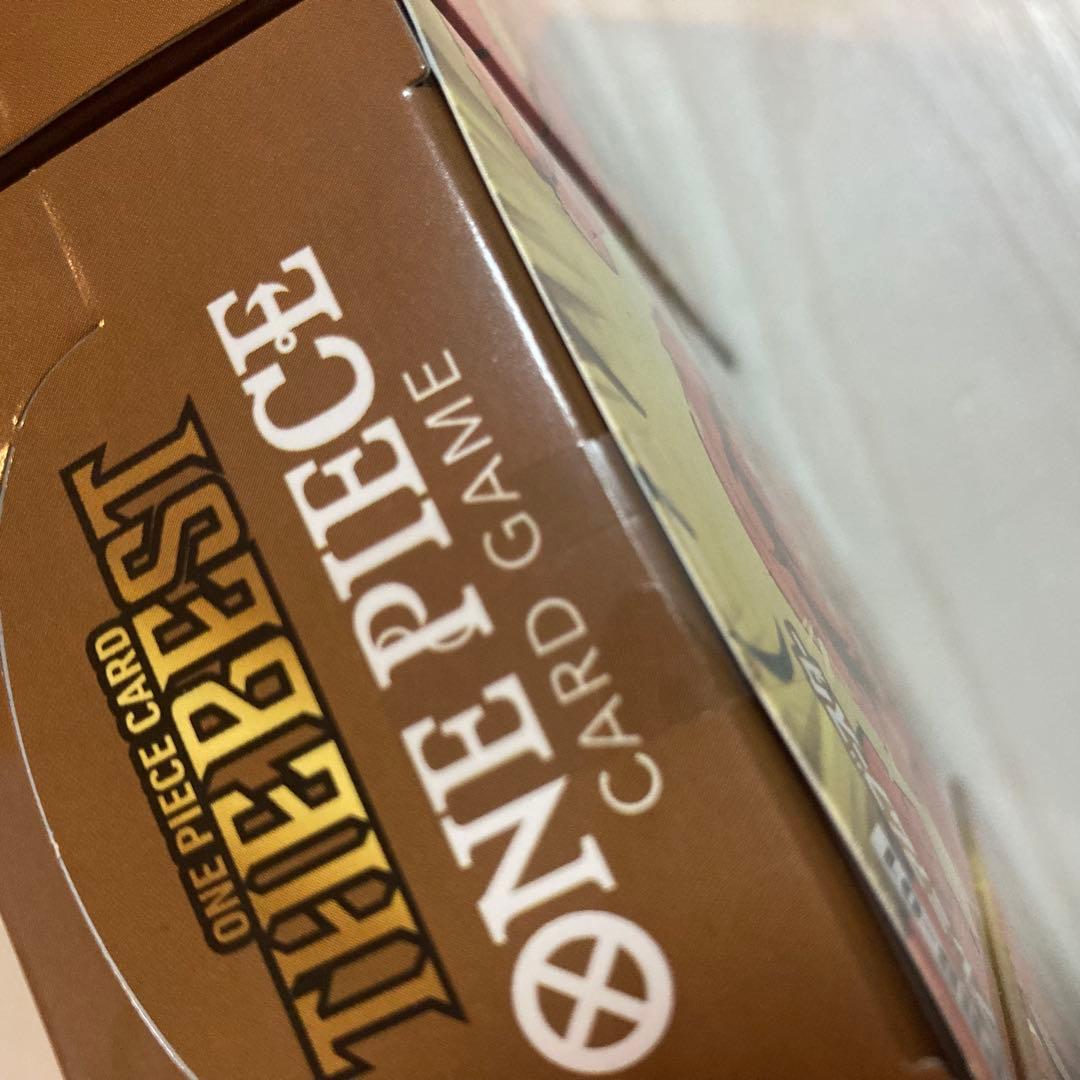 ONE PIECE CARD
THE BEST
ONE PIECE
CARD GAME